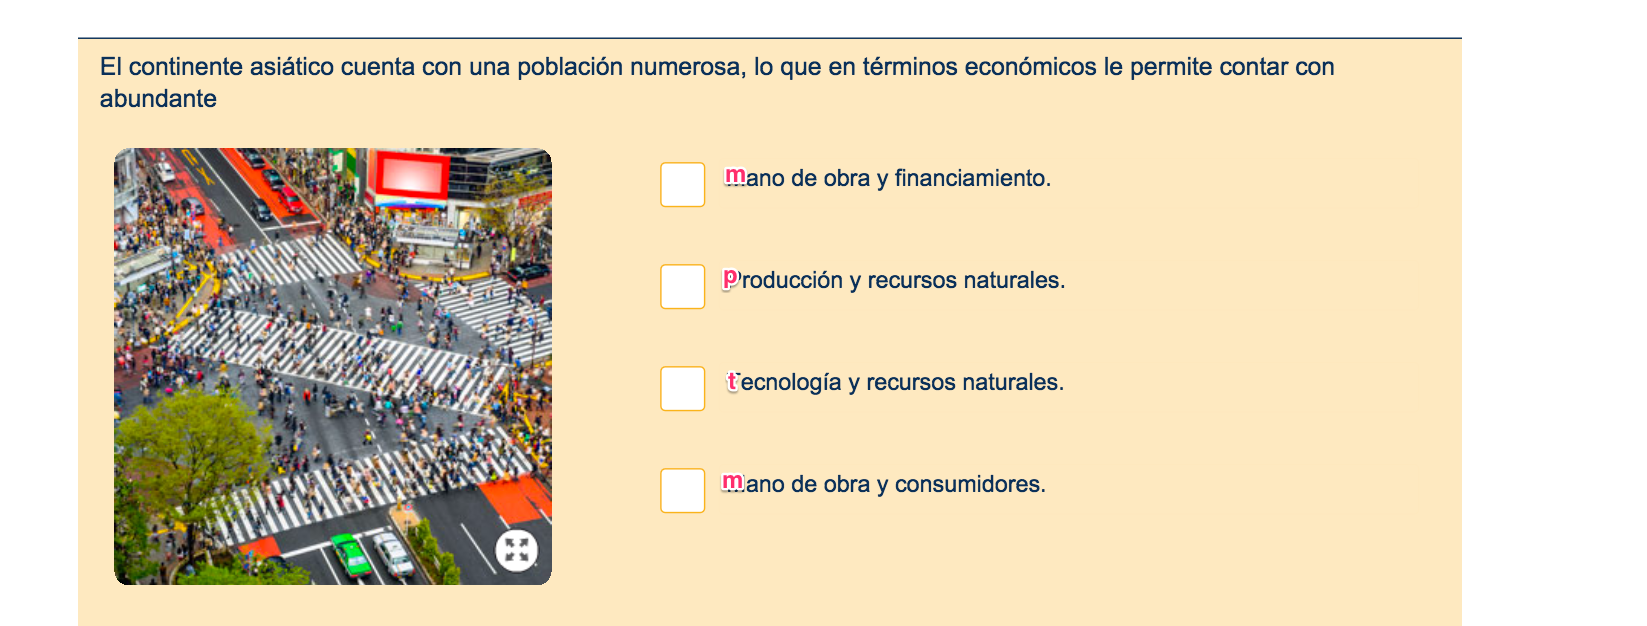 El continente asiático cuenta con una población numerosa, lo que en términos económicos le permite contar con
abundante
mano de obra y financiamiento.
producción y recursos naturales.
tecnología y recursos naturales.
mano de obra y consumidores.